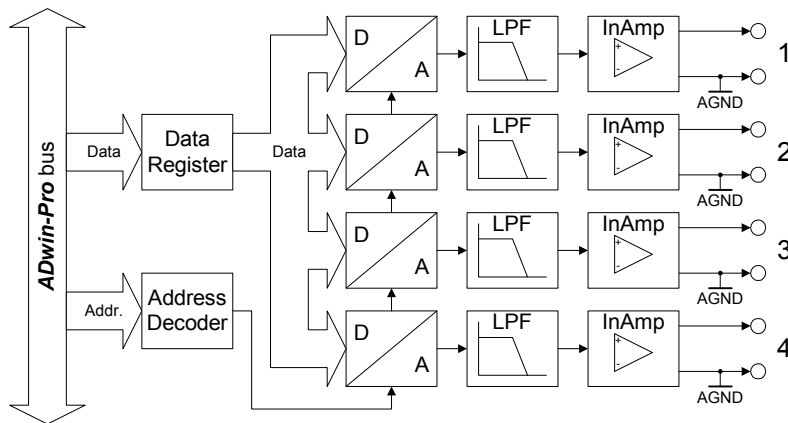 ADwin-Pro bus
Data
Data
Register
Data
Addr.
Address
Decoder
D
A
LPF
InAmp
+
-
AGND
1
D
A
LPF
InAmp
+
-
AGND
2
D
A
LPF
InAmp
+
-
AGND
3
D
A
LPF
InAmp
+
-
AGND
4